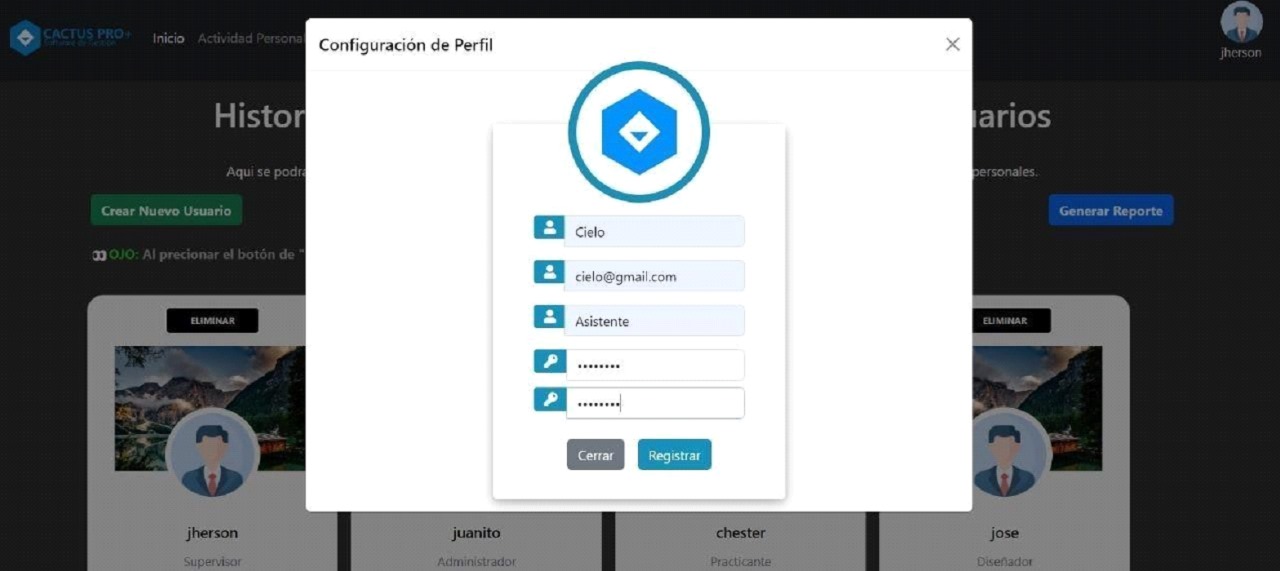 CACTUS PRO+
Inicio Actividad Personal
jherson
Configuración de Perfil
Histor
uarios
Aqui se podra
personales.
Crear Nuevo Usuario
Generar Reporte
OJO: Al precionar el botón de "
Cielo
cielo@gmail.com
Asistente
Cerrar Registrar
ELIMINAR
ELIMINAR
jherson juanito chester jose
Supervisor Administrador Practicante Diseñador